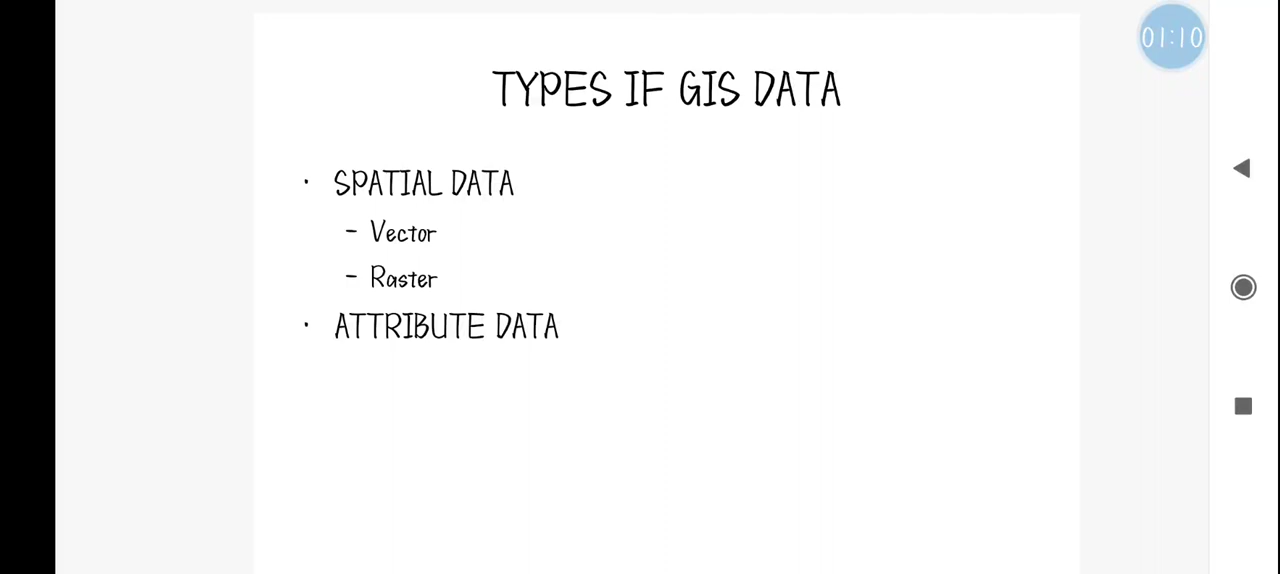 01:10
TYPES IF GIS DATA
· SPATIAL DATA
- Vector
- Raster
· ATTRIBUTE DATA